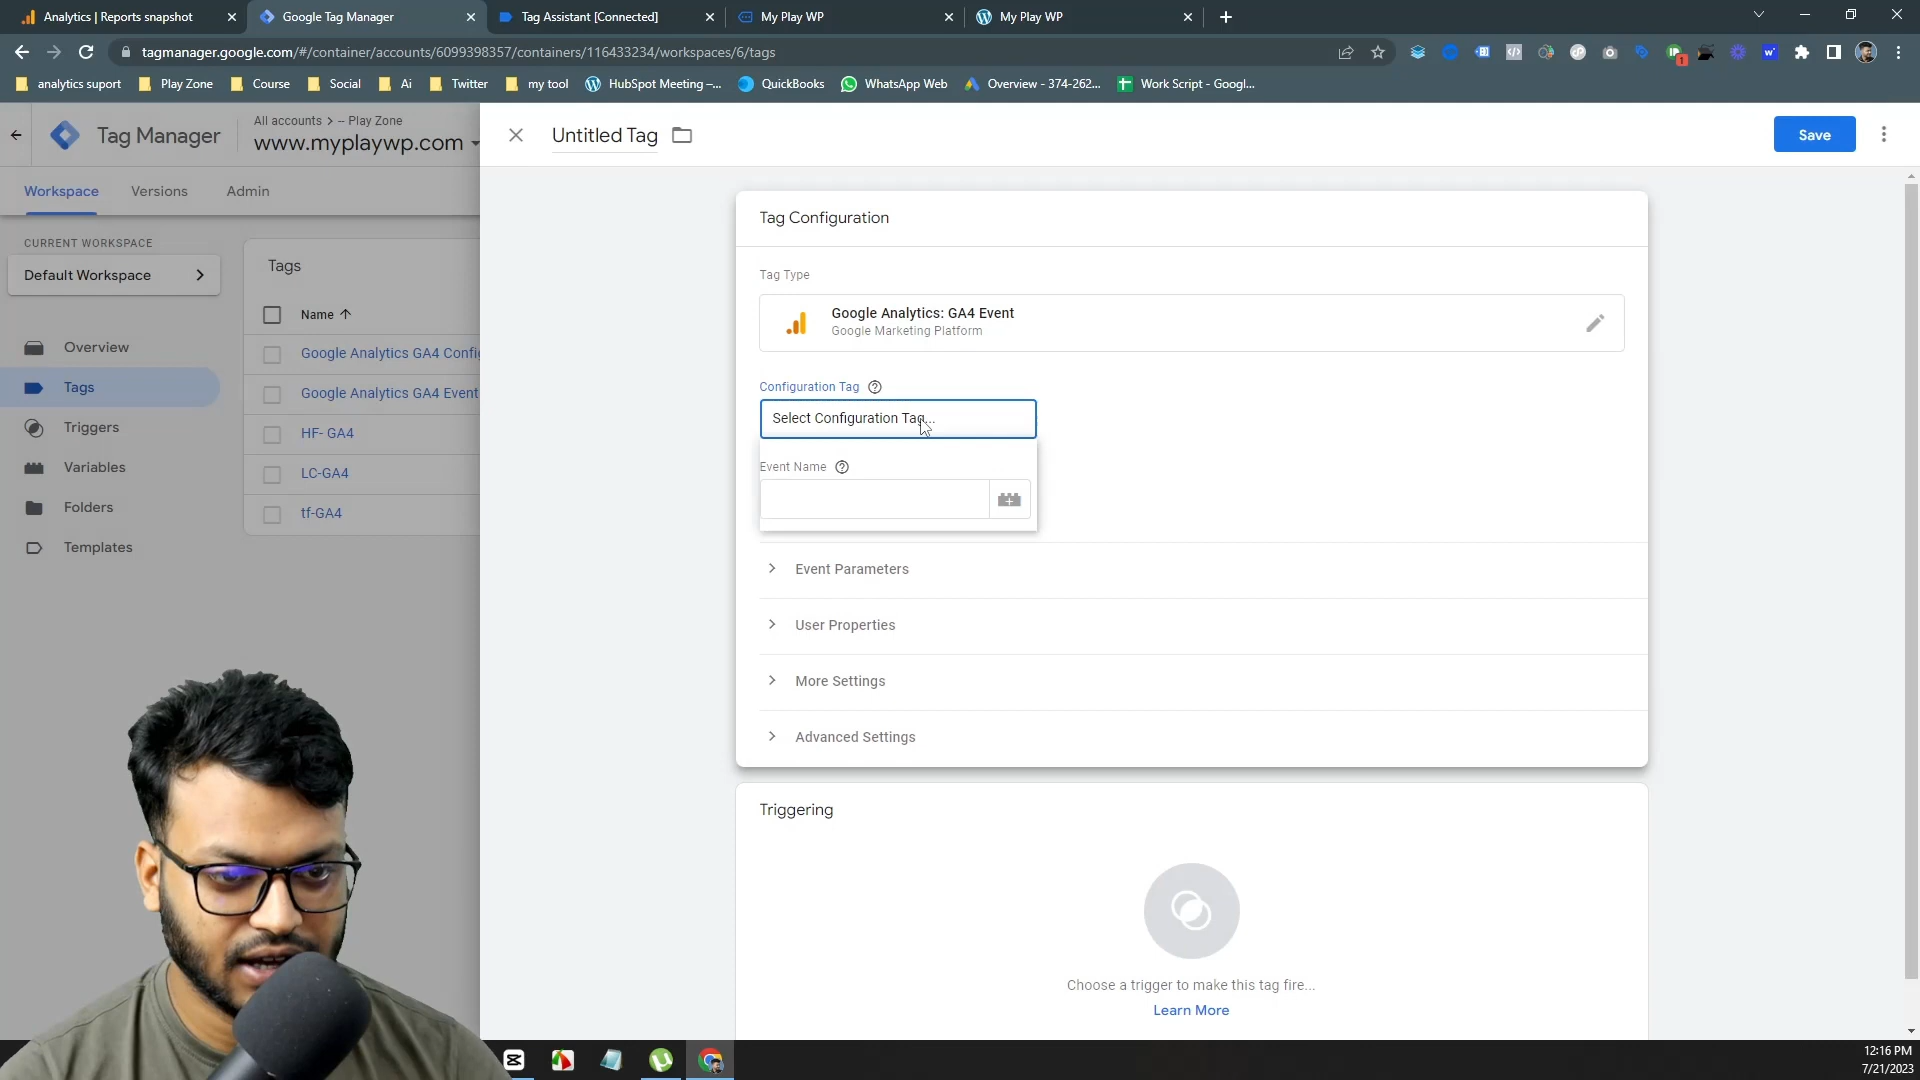 Analytics | Reports snapshot
Google Tag Manager
Tag Assistant [Connected]
My Play WP
My Play WP
tagmanager.google.com/#/container/accounts/6099398357/containers/116433234/workspaces/6/tags
analytics suport
Play Zone
Course
Social
Ai
Twitter
my tool
HubSpot Meeting –...
QuickBooks
WhatsApp Web
Overview - 374-262...
Work Script - Googl...
Tag Manager
All accounts > -- Play Zone
www.myplaywp.com
Untitled Tag
Save
Workspace
Versions
Admin
CURRENT WORKSPACE
Default Workspace
Overview
Tags
Triggers
Variables
Folders
Templates
Tags
Name
Google Analytics GA4 Confi
Google Analytics GA4 Event
HF- GA4
LC-GA4
tf-GA4
Tag Configuration
Tag Type
Google Analytics: GA4 Event
Google Marketing Platform
Configuration Tag
Select Configuration Tag...
Event Name
Event Parameters
User Properties
More Settings
Advanced Settings
Triggering
Choose a trigger to make this tag fire...
Learn More
12:16 PM
7/21/2023